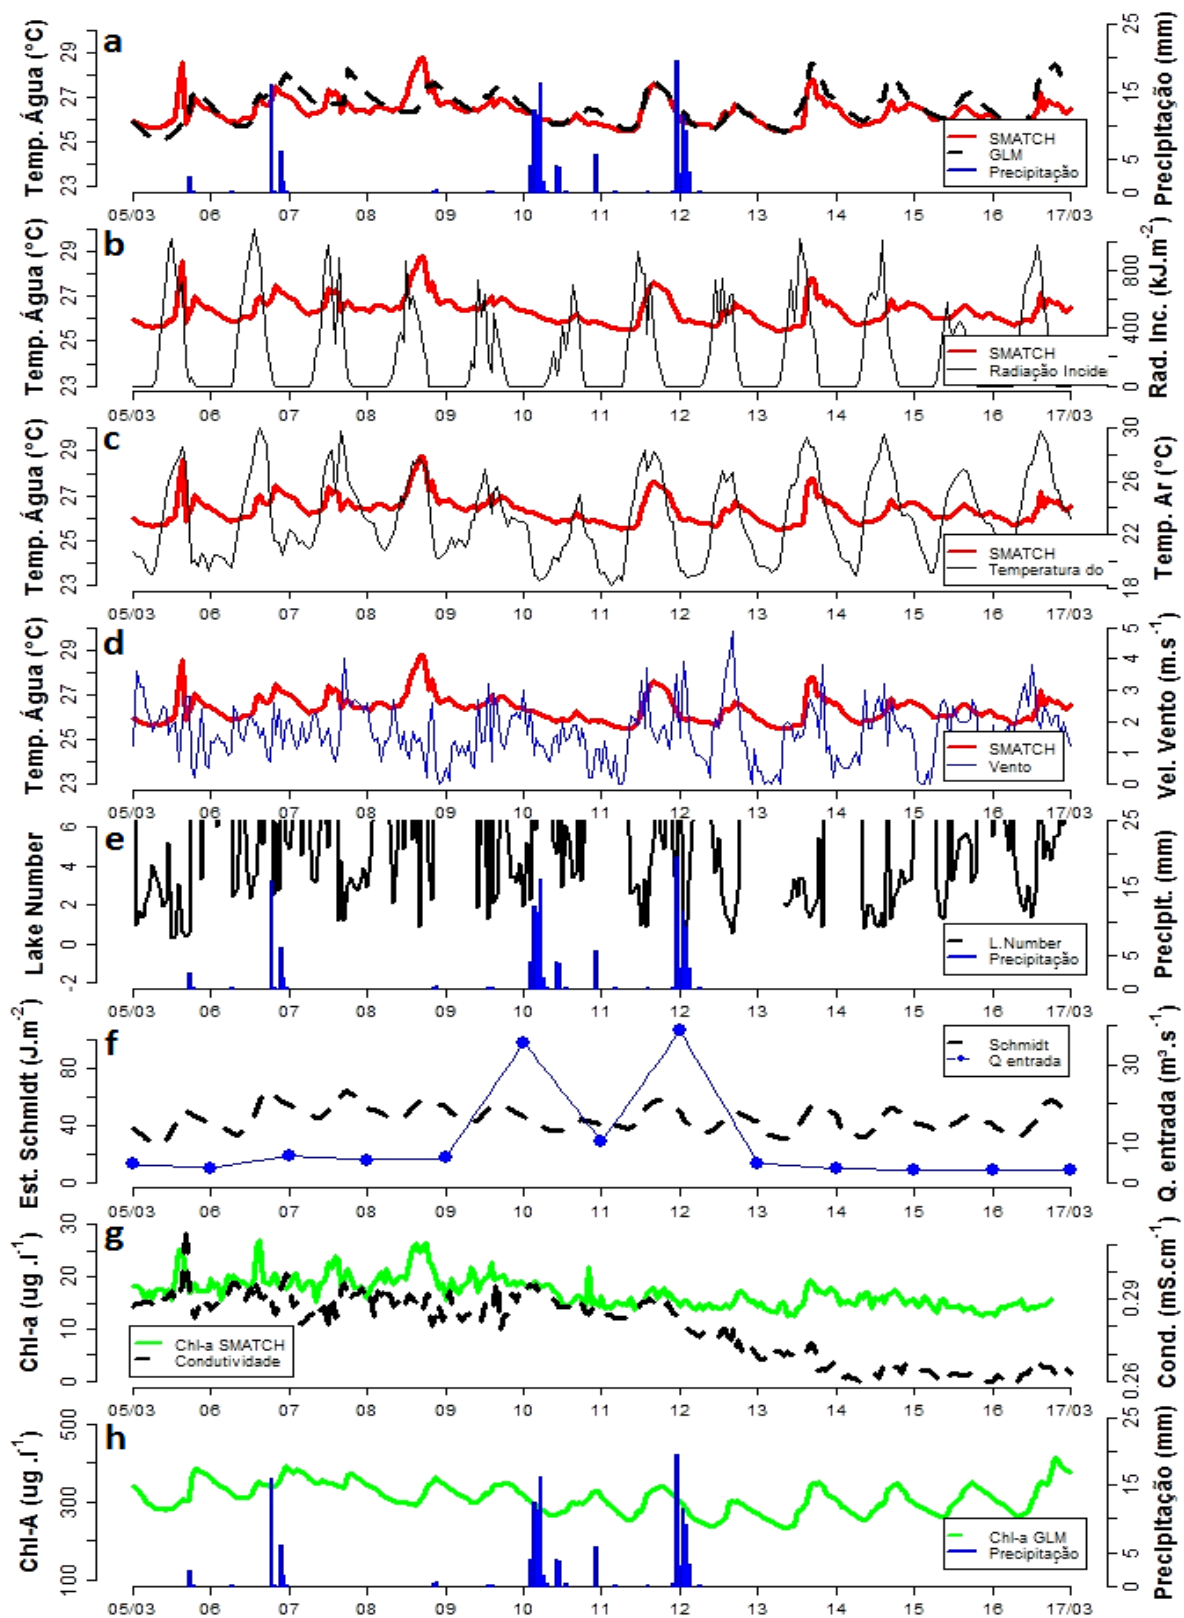 a
Temp. Água (°C)
23 25 27 29
Precipitação (mm)
0 5 15 25
SMATCH
GLM
Precipitação
05/03 06 07 08 09 10 11 12 13 14 15 16 17/03
b
Temp. Água (°C)
23 25 27 29
Rad. Inc. (kJ.m-2)
0 400 800
SMATCH
Radiação Incide
05/03 06 07 08 09 10 11 12 13 14 15 16 17/03
c
Temp. Água (°C)
23 25 27 29
Temp. Ar (°C)
18 22 26 30
SMATCH
Temperatura do
05/03 06 07 08 09 10 11 12 13 14 15 16 17/03
d
Temp. Água (°C)
23 25 27 29
Vel. Vento (m.s-1)
0 1 2 3 4 5
SMATCH
Vento
05/03 06 07 08 09 10 11 12 13 14 15 16 17/03
e
Lake Number
-2 0 2 4 6
Precipit. (mm)
0 5 15 25
L.Number
Precipitação
05/03 06 07 08 09 10 11 12 13 14 15 16 17/03
f
Est. Schmidt (J.m-2)
0 40 80
Q. entrada (m³.s-1)
0 10 30
Schmidt
Q entrada
05/03 06 07 08 09 10 11 12 13 14 15 16 17/03
g
Chl-a (ug .l-1)
0 10 20 30
Cond. (mS.cm-1)
0.26 0.29
Chl-a SMATCH
Condutividade
05/03 06 07 08 09 10 11 12 13 14 15 16 17/03
h
Chl-A (ug .l-1)
100 300 500
Precipitação (mm)
0 5 15 25
Chl-a GLM
Precipitação
05/03 06 07 08 09 10 11 12 13 14 15 16 17/03